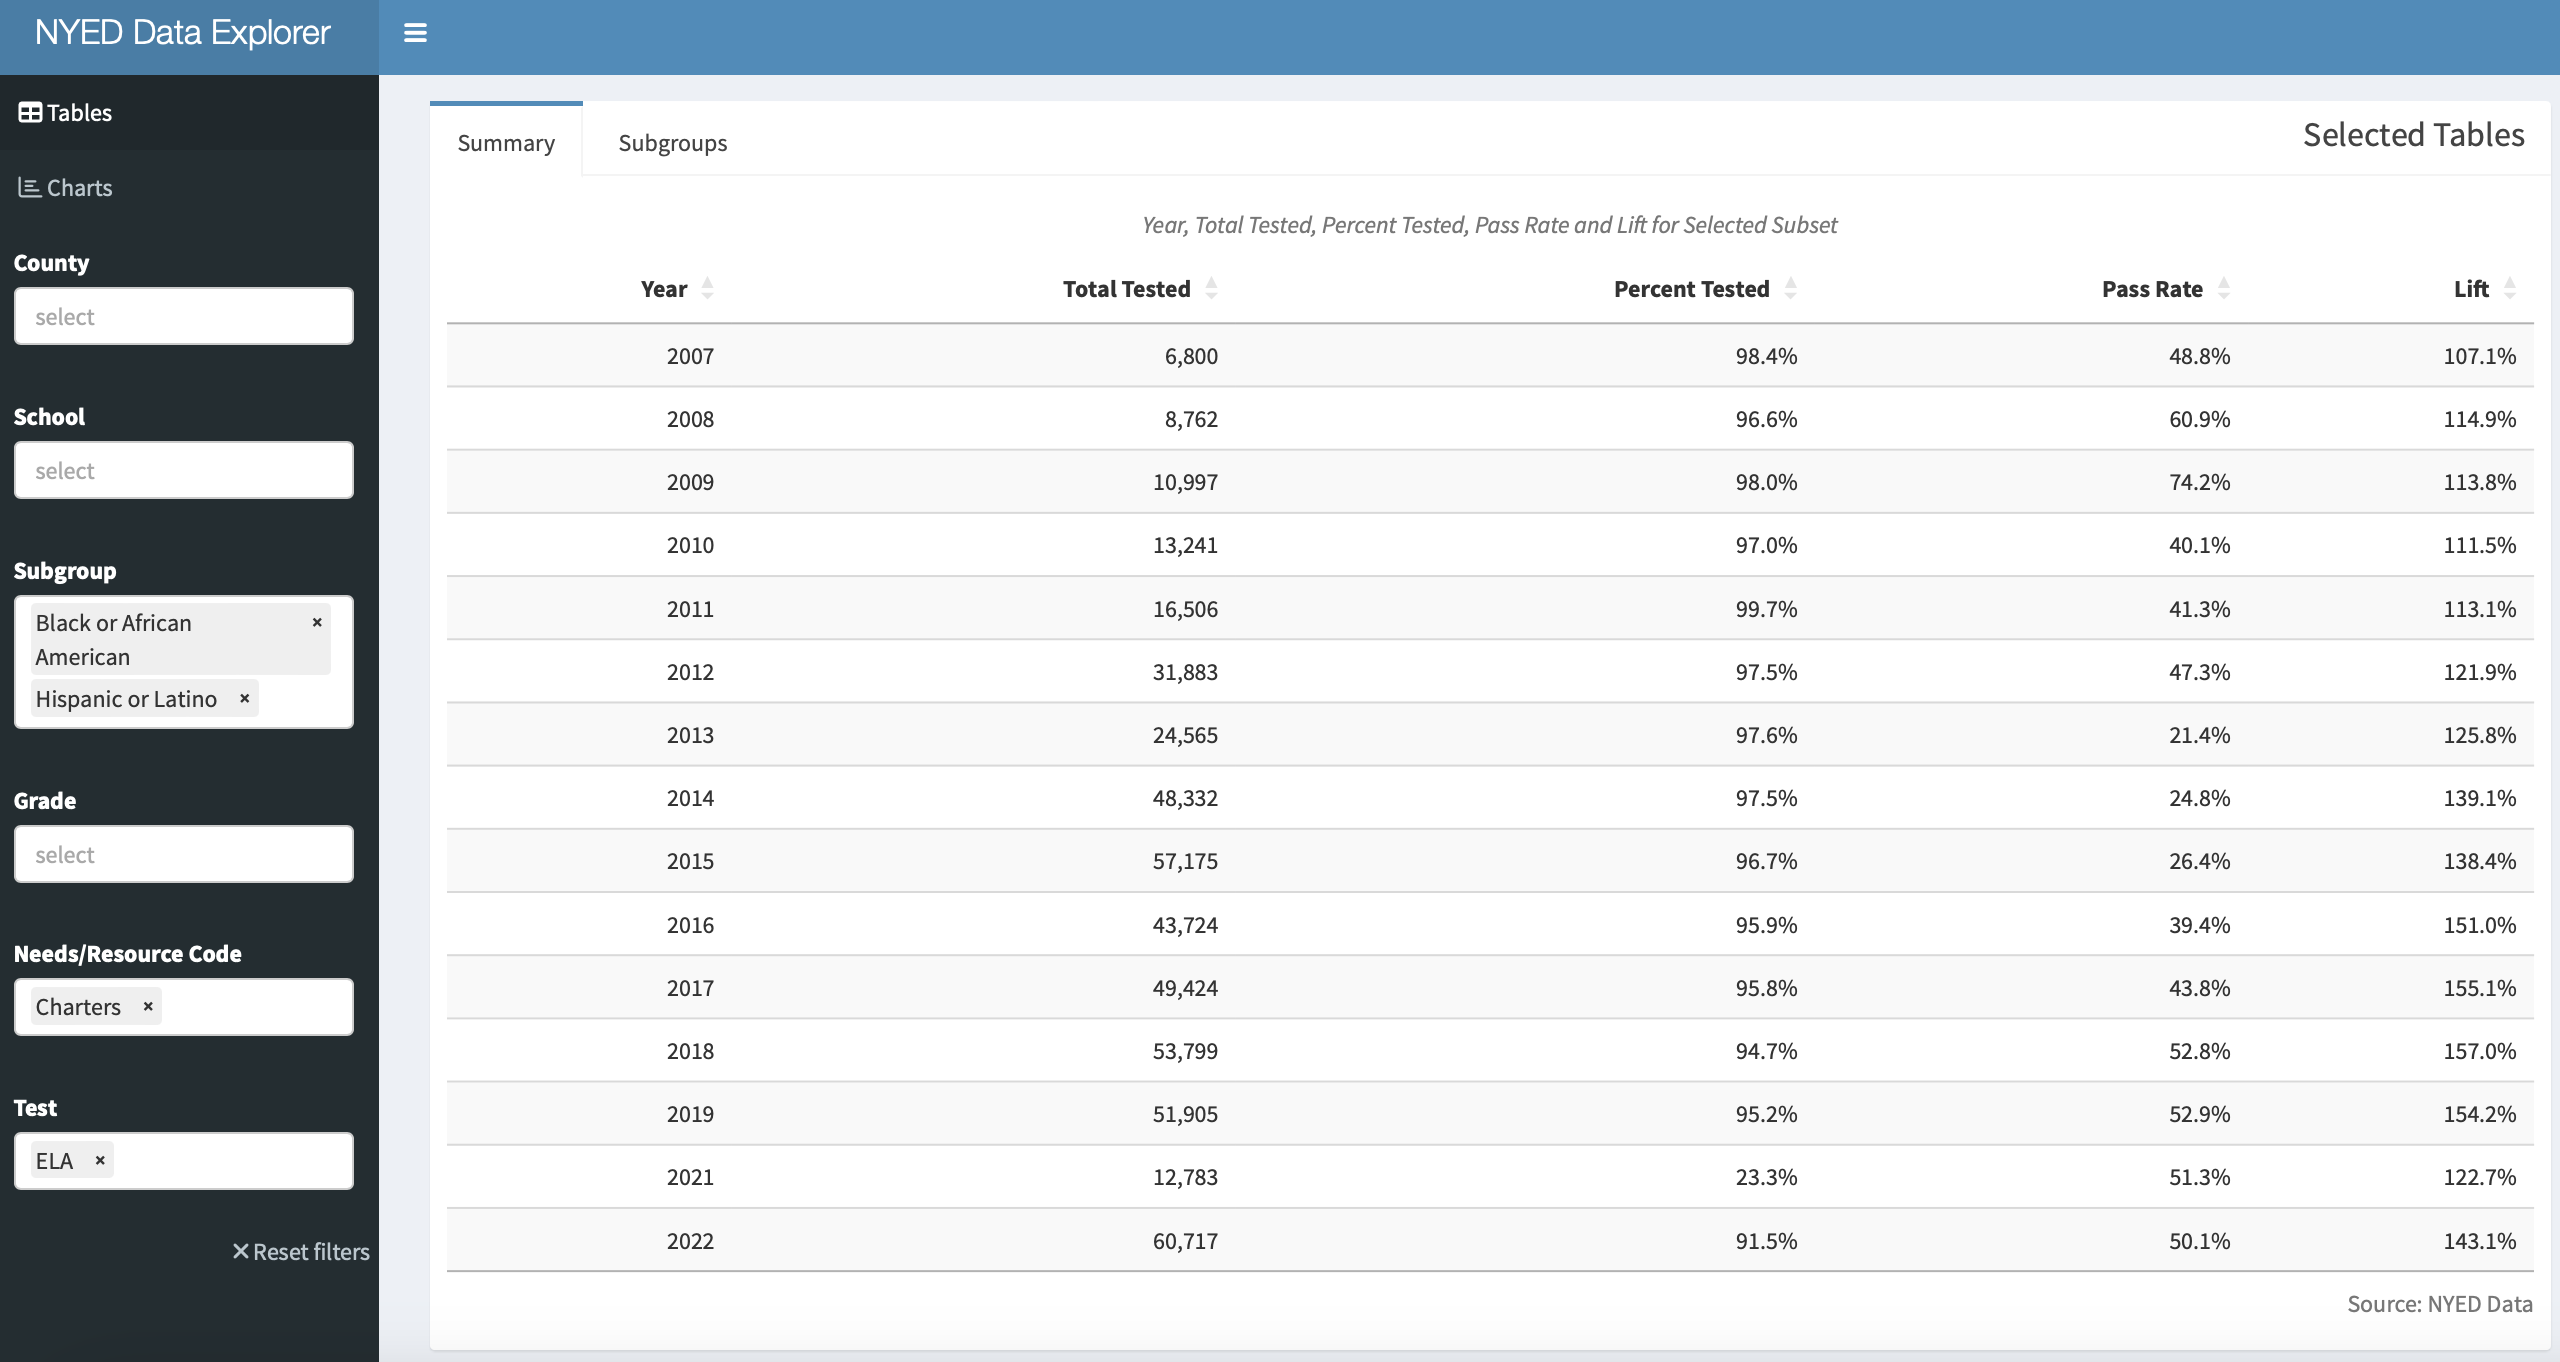 NYED Data Explorer
Tables
Charts
County
select
School
select
Subgroup
Black or African
American
×
Hispanic or Latino ×
Grade
select
Needs/Resource Code
Charters ×
Test
ELA ×
Reset filters
Summary Subgroups Selected Tables
Year, Total Tested, Percent Tested, Pass Rate and Lift for Selected Subset
Year Total Tested Percent Tested Pass Rate Lift
2007 6,800 98.4% 48.8% 107.1%
2008 8,762 96.6% 60.9% 114.9%
2009 10,997 98.0% 74.2% 113.8%
2010 13,241 97.0% 40.1% 111.5%
2011 16,506 99.7% 41.3% 113.1%
2012 31,883 97.5% 47.3% 121.9%
2013 24,565 97.6% 21.4% 125.8%
2014 48,332 97.5% 24.8% 139.1%
2015 57,175 96.7% 26.4% 138.4%
2016 43,724 95.9% 39.4% 151.0%
2017 49,424 95.8% 43.8% 155.1%
2018 53,799 94.7% 52.8% 157.0%
2019 51,905 95.2% 52.9% 154.2%
2021 12,783 23.3% 51.3% 122.7%
2022 60,717 91.5% 50.1% 143.1%
Source: NYED Data